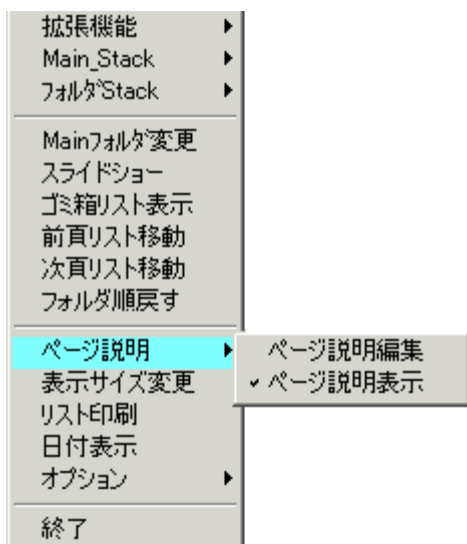 拡張機能
Main_Stack
フォルダStack
Mainフォルダ変更
スライドショー
ゴミ箱リスト表示
前頁リスト移動
次頁リスト移動
フォルダ順戻す
ページ説明
ページ説明編集
ページ説明表示
表示サイズ変更
リスト印刷
日付表示
オプション
終了